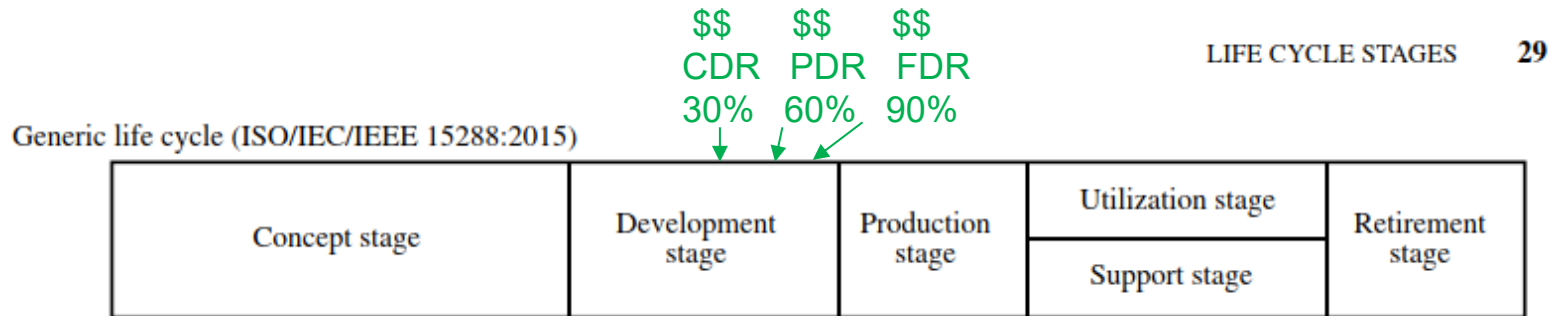 $$ $$ $$
CDR PDR FDR
30% 60% 90%
LIFE CYCLE STAGES 29
Generic life cycle (ISO/IEC/IEEE 15288:2015)
Concept stage
Development
stage
Production
stage
Utilization stage
Support stage
Retirement
stage